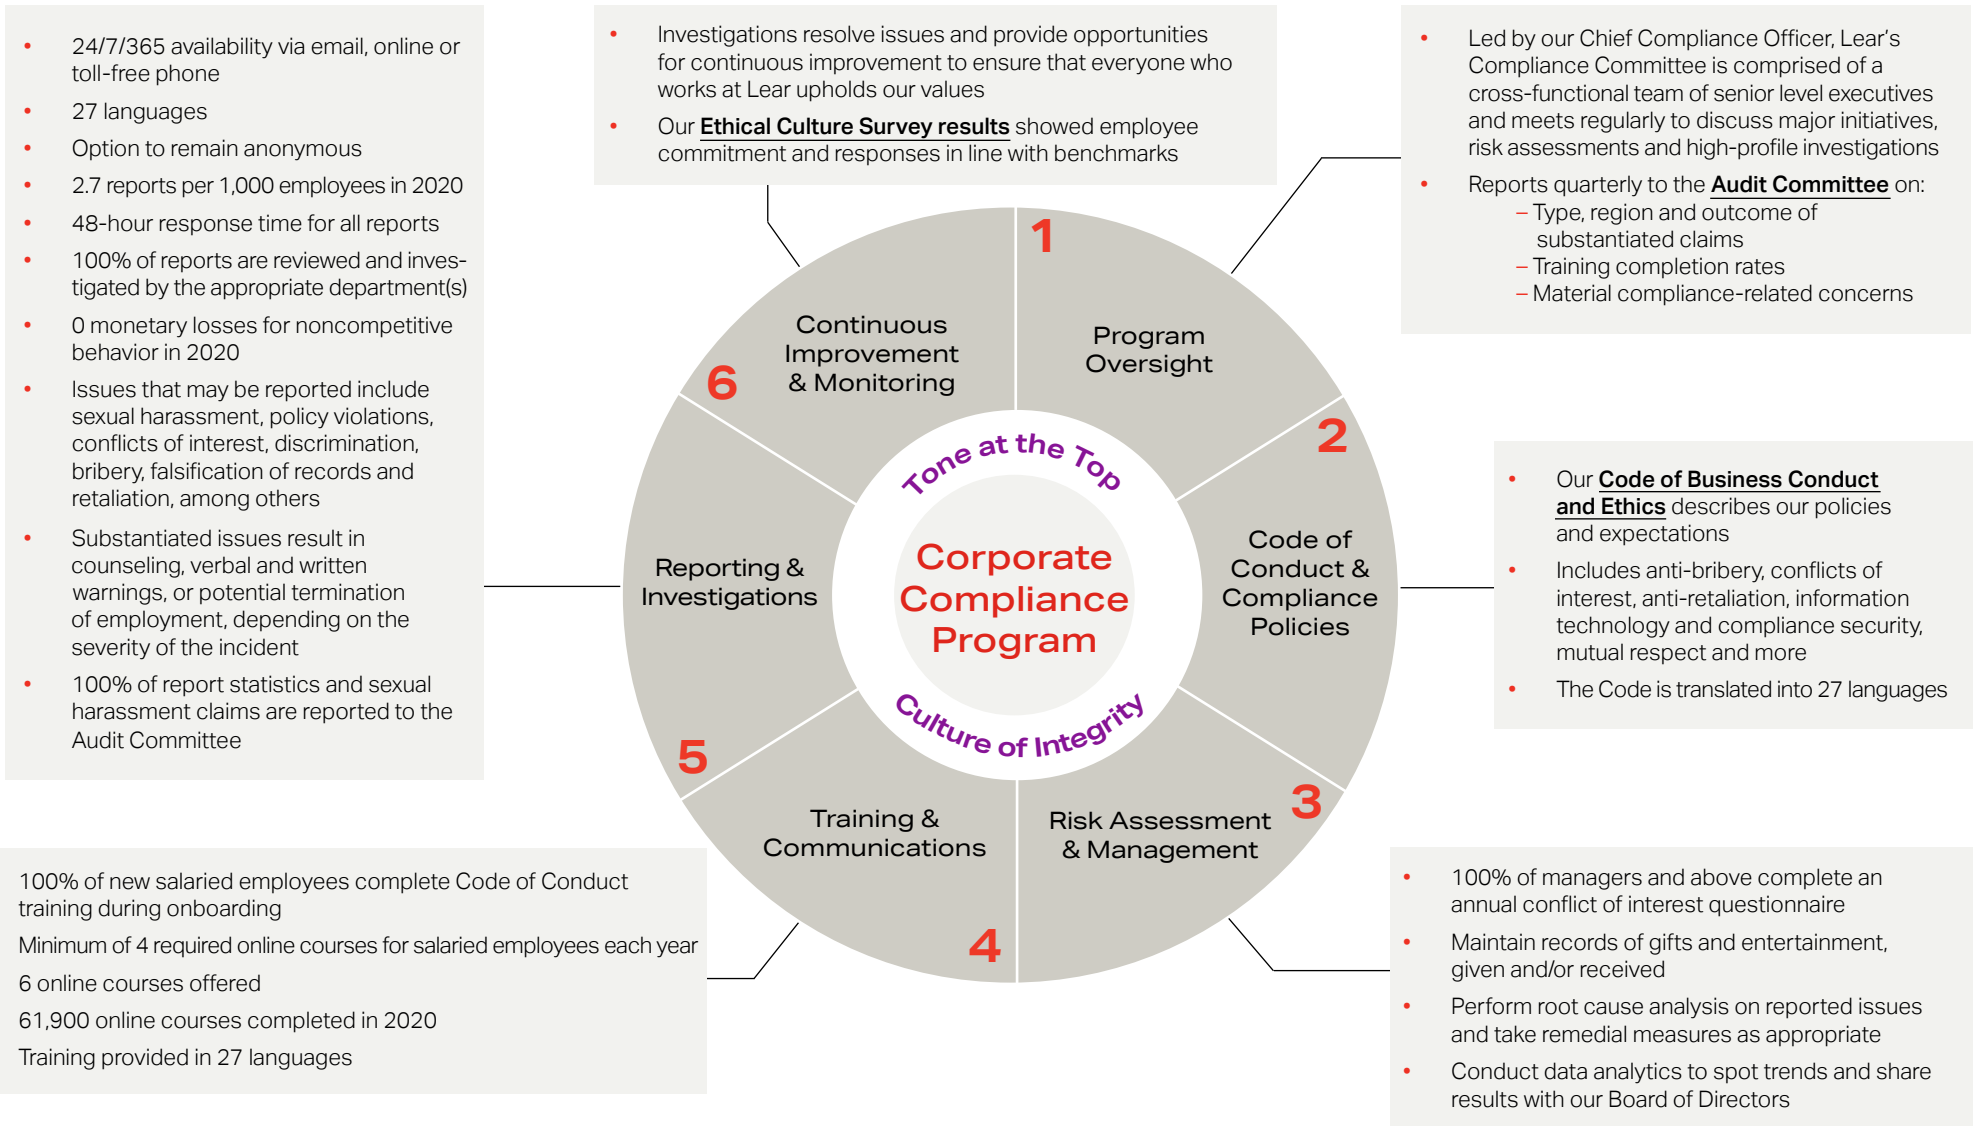 • 24/7/365 availability via email, online or
toll-free phone
• 27 languages
• Option to remain anonymous
• 2.7 reports per 1,000 employees in 2020
• 48-hour response time for all reports
• 100% of reports are reviewed and inves-
tigated by the appropriate department(s)
• 0 monetary losses for noncompetitive
behavior in 2020
• Issues that may be reported include
sexual harassment, policy violations,
conflicts of interest, discrimination,
bribery, falsification of records and
retaliation, among others
• Substantiated issues result in
counseling, verbal and written
warnings, or potential termination
of employment, depending on the
severity of the incident
• 100% of report statistics and sexual
harassment claims are reported to the
Audit Committee
• Investigations resolve issues and provide opportunities
for continuous improvement to ensure that everyone who
works at Lear upholds our values
• Our Ethical Culture Survey results showed employee
commitment and responses in line with benchmarks
• Led by our Chief Compliance Officer, Lear's
Compliance Committee is comprised of a
cross-functional team of senior level executives
and meets regularly to discuss major initiatives,
risk assessments and high-profile investigations
• Reports quarterly to the Audit Committee on:
– Type, region and outcome of
substantiated claims
– Training completion rates
– Material compliance-related concerns
1
Program
Oversight
2
Code of
Conduct &
Compliance
Policies
3
Risk Assessment
& Management
4
Training &
Communications
5
Reporting &
Investigations
6
Continuous
Improvement
& Monitoring
Tone at the Top
Corporate
Compliance
Program
Culture of Integrity
• Our Code of Business Conduct
and Ethics describes our policies
and expectations
• Includes anti-bribery, conflicts of
interest, anti-retaliation, information
technology and compliance security,
mutual respect and more
• The Code is translated into 27 languages
100% of new salaried employees complete Code of Conduct
training during onboarding
Minimum of 4 required online courses for salaried employees each year
6 online courses offered
61,900 online courses completed in 2020
Training provided in 27 languages
• 100% of managers and above complete an
annual conflict of interest questionnaire
• Maintain records of gifts and entertainment,
given and/or received
• Perform root cause analysis on reported issues
and take remedial measures as appropriate
• Conduct data analytics to spot trends and share
results with our Board of Directors